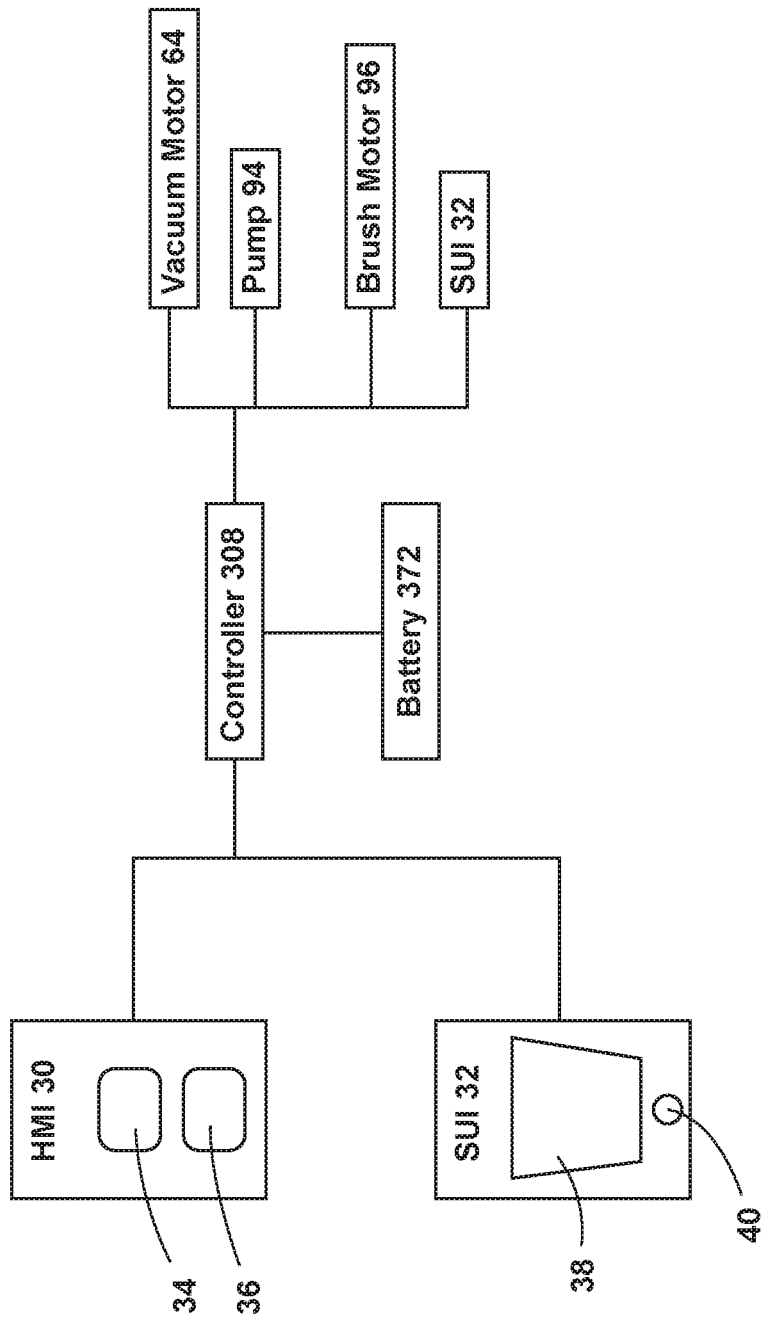 HMI 30
34
36
SUI 32
38
40
Controller 308
Battery 372
Vacuum Motor 64
Pump 94
Brush Motor 96
SUI 32